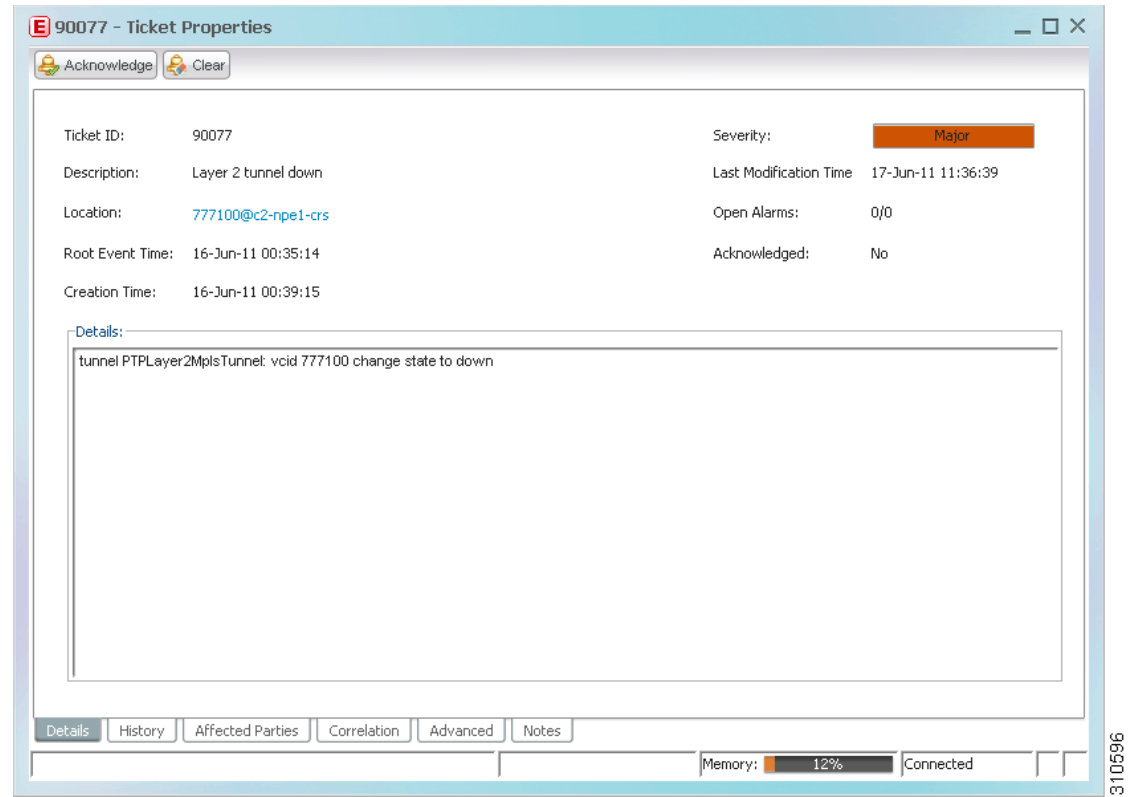 E 90077 - Ticket Properties
Acknowledge Clear
Ticket ID: 90077
Severity: Major
Description: Layer 2 tunnel down
Last Modification Time 17-Jun-11 11:36:39
Location: 777100@c2-npe1-crs
Open Alarms: 0/0
Root Event Time: 16-Jun-11 00:35:14
Acknowledged: No
Creation Time: 16-Jun-11 00:39:15
Details:
tunnel PTPLayer2MplsTunnel: vcid 777100 change state to down
Details History Affected Parties Correlation Advanced Notes
Memory: 12% Connected
310596